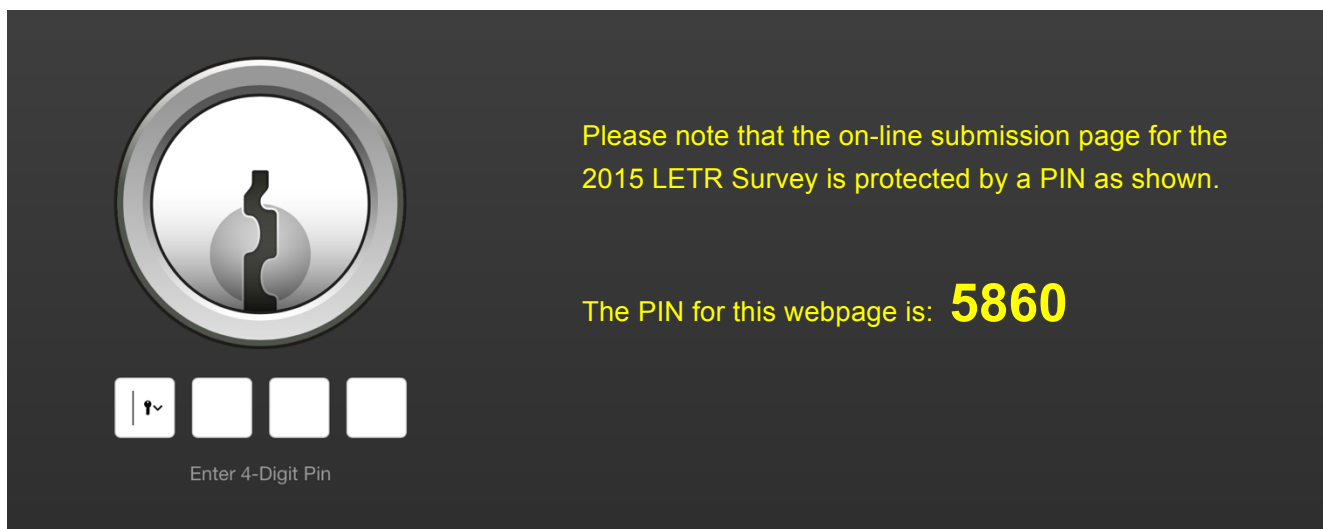 Please note that the on-line submission page for the
2015 LETR Survey is protected by a PIN as shown.
The PIN for this webpage is: 5860
Enter 4-Digit Pin